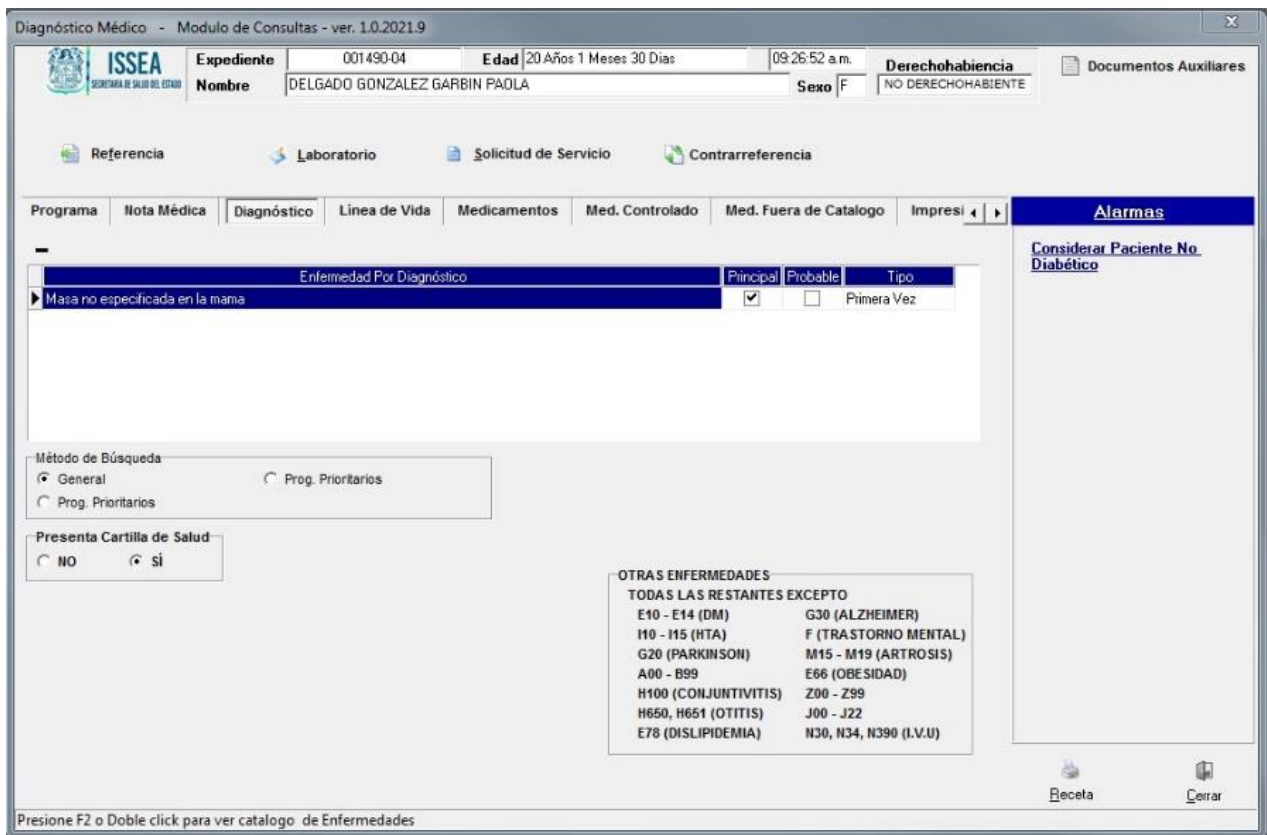 Diagnóstico Médico - Modulo de Consultas - ver. 1.0.2021.9
ISSEA
SECRETARIA DE SALUD DEL ESTADO
Expediente 001490-04 Edad 20 Años 1 Meses 30 Dias 09:26:52 a.m. Derechohabiencia
Nombre DELGADO GONZALEZ GARBIN PAOLA Sexo F NO DERECHOHABIENTE
Documentos Auxiliares
Referencia Laboratorio Solicitud de Servicio Contrarreferencia
Programa Nota Médica Diagnóstico Linea de Vida Medicamentos Med. Controlado Med. Fuera de Catalogo Impresi
Alarmas
Considerar Paciente No
Diabético
Enfermedad Por Diagnóstico Principal Probable Tipo
Masa no especificada en la mama Primera Vez
Método de Búsqueda
General Prog. Prioritarios
Prog. Prioritarios
Presenta Cartilla de Salud
NO SÍ
OTRAS ENFERMEDADES
TODAS LAS RESTANTES EXCEPTO
E10 - E14 (DM) G30 (ALZHEIMER)
I10 - I15 (HTA) F (TRASTORNO MENTAL)
G20 (PARKINSON) M15 - M19 (ARTROSIS)
A00 - B99 E66 (OBESIDAD)
H100 (CONJUNTIVITIS) Z00 - Z99
H650, H651 (OTITIS) J00 - J22
E78 (DISLIPIDEMIA) N30, N34, N390 (I.V.U)
Receta Cerrar
Presione F2 o Doble click para ver catalogo de Enfermedades